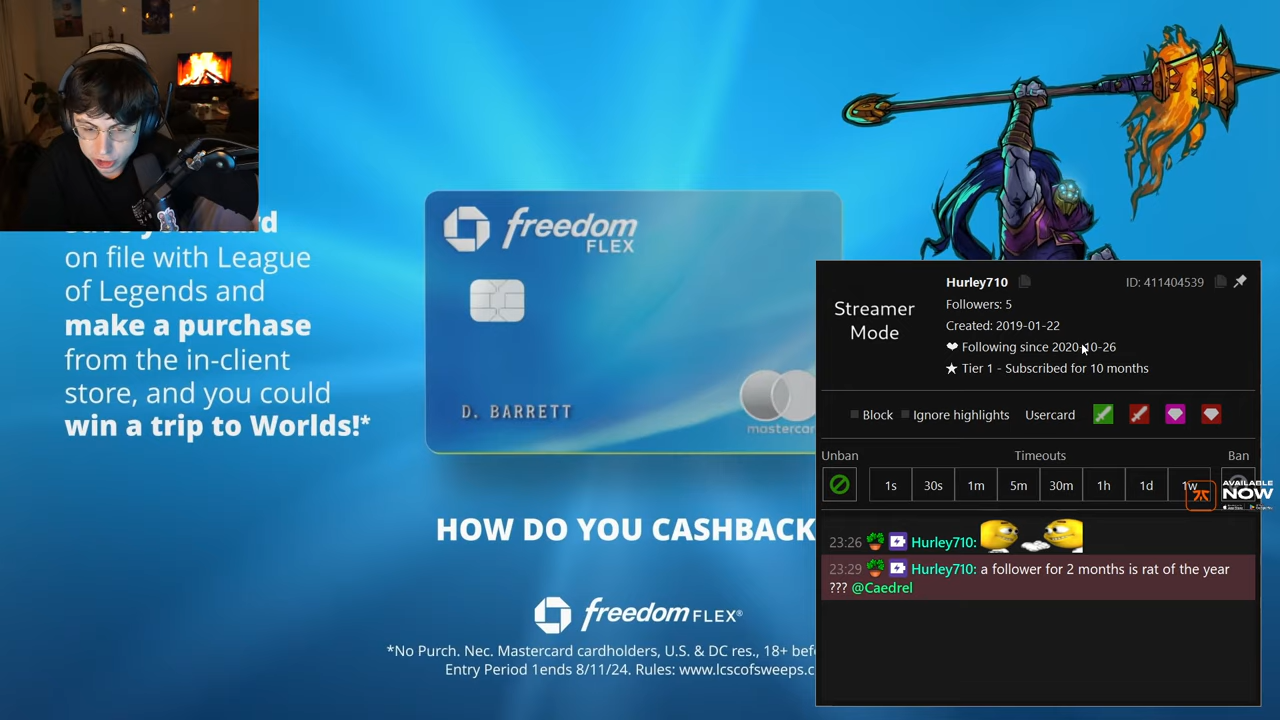 save your card
on file with League
of Legends and
make a purchase
from the in-client
store, and you could
win a trip to Worlds!*
freedom
FLEX
D. BARRETT
mastercar
HOW DO YOU CASHBACK
freedom FLEX®
*No Purch. Nec. Mastercard cardholders, U.S. & DC res., 18+ bef
Entry Period 1ends 8/11/24. Rules: www.lcscofsweeps.c
Streamer
Mode
Hurley710
ID: 411404539
Followers: 5
Created: 2019-01-22
Following since 2020-10-26
Tier 1 - Subscribed for 10 months
Block Ignore highlights Usercard
Unban Timeouts Ban
1s 30s 1m 5m 30m 1h 1d 1w
AVAILABLE
NOW
23:26 Hurley710:
23:29 Hurley710: a follower for 2 months is rat of the year
??? @Caedrel